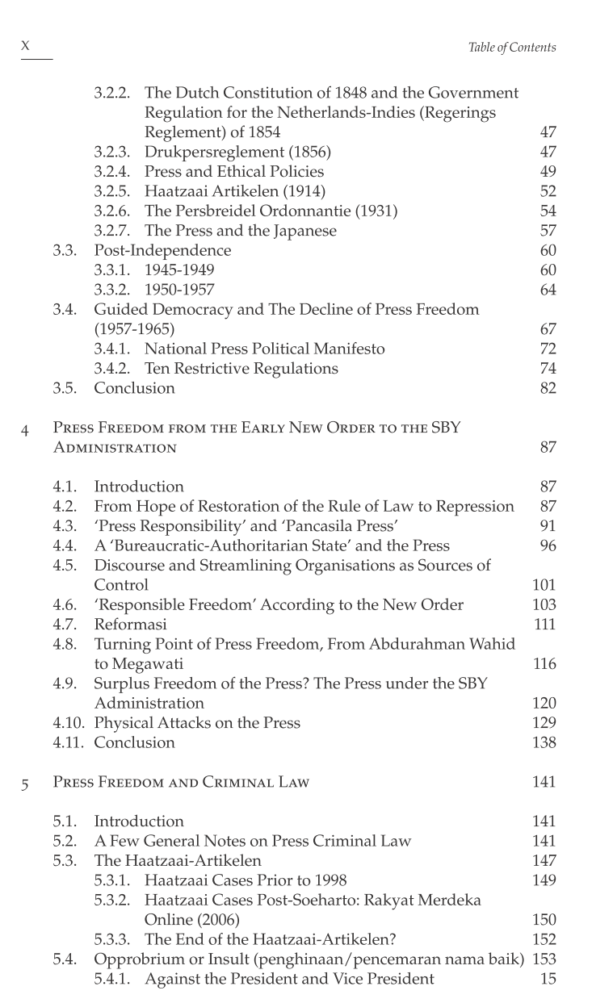 X Table of Contents
3.2.2. The Dutch Constitution of 1848 and the Government
Regulation for the Netherlands-Indies (Regerings
Reglement) of 1854 47
3.2.3. Drukpersreglement (1856) 47
3.2.4. Press and Ethical Policies 49
3.2.5. Haatzaai Artikelen (1914) 52
3.2.6. The Persbreidel Ordonnantie (1931) 54
3.2.7. The Press and the Japanese 57
3.3. Post-Independence 60
3.3.1. 1945-1949 60
3.3.2. 1950-1957 64
3.4. Guided Democracy and The Decline of Press Freedom
(1957-1965) 67
3.4.1. National Press Political Manifesto 72
3.4.2. Ten Restrictive Regulations 74
3.5. Conclusion 82
4 Press Freedom from the Early New Order to the SBY
Administration 87
4.1. Introduction 87
4.2. From Hope of Restoration of the Rule of Law to Repression 87
4.3. ‘Press Responsibility’ and ‘Pancasila Press’ 91
4.4. A ‘Bureaucratic-Authoritarian State’ and the Press 96
4.5. Discourse and Streamlining Organisations as Sources of
Control 101
4.6. ‘Responsible Freedom’ According to the New Order 103
4.7. Reformasi 111
4.8. Turning Point of Press Freedom, From Abdurahman Wahid
to Megawati 116
4.9. Surplus Freedom of the Press? The Press under the SBY
Administration 120
4.10. Physical Attacks on the Press 129
4.11. Conclusion 138
5 Press Freedom and Criminal Law 141
5.1. Introduction 141
5.2. A Few General Notes on Press Criminal Law 141
5.3. The Haatzaai-Artikelen 147
5.3.1. Haatzaai Cases Prior to 1998 149
5.3.2. Haatzaai Cases Post-Soeharto: Rakyat Merdeka
Online (2006) 150
5.3.3. The End of the Haatzaai-Artikelen? 152
5.4. Opprobrium or Insult (penghinaan/pencemaran nama baik) 153
5.4.1. Against the President and Vice President 15